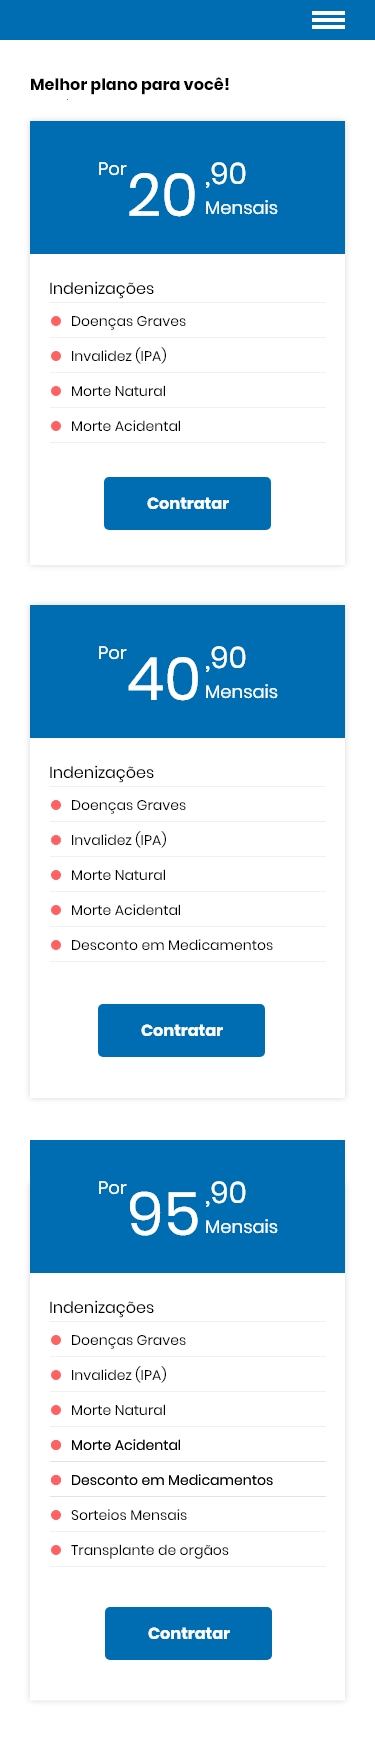 Melhor plano para você!
Por 20 ,90
Mensais
Indenizações
Doenças Graves
Invalidez (IPA)
Morte Natural
Morte Acidental
Contratar
Por 40 ,90
Mensais
Indenizações
Doenças Graves
Invalidez (IPA)
Morte Natural
Morte Acidental
Desconto em Medicamentos
Contratar
Por 95 ,90
Mensais
Indenizações
Doenças Graves
Invalidez (IPA)
Morte Natural
Morte Acidental
Desconto em Medicamentos
Sorteios Mensais
Transplante de orgãos
Contratar